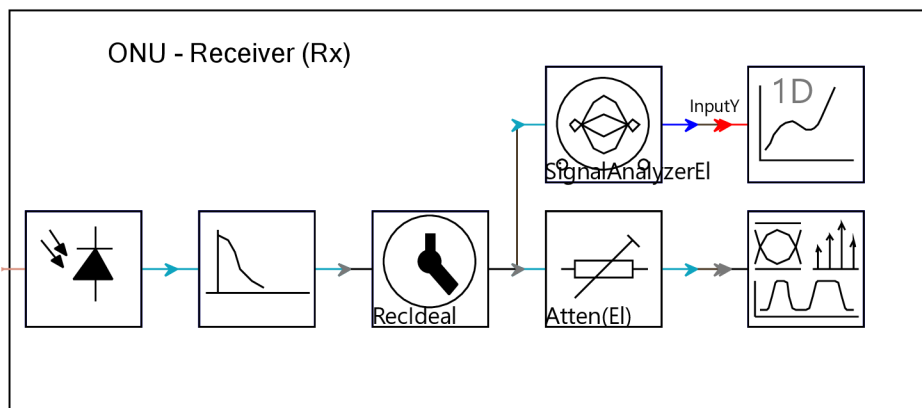 ONU - Receiver (Rx)
InputY
1D
SignalAnalyzerEl
RecIdeal
Atten(El)